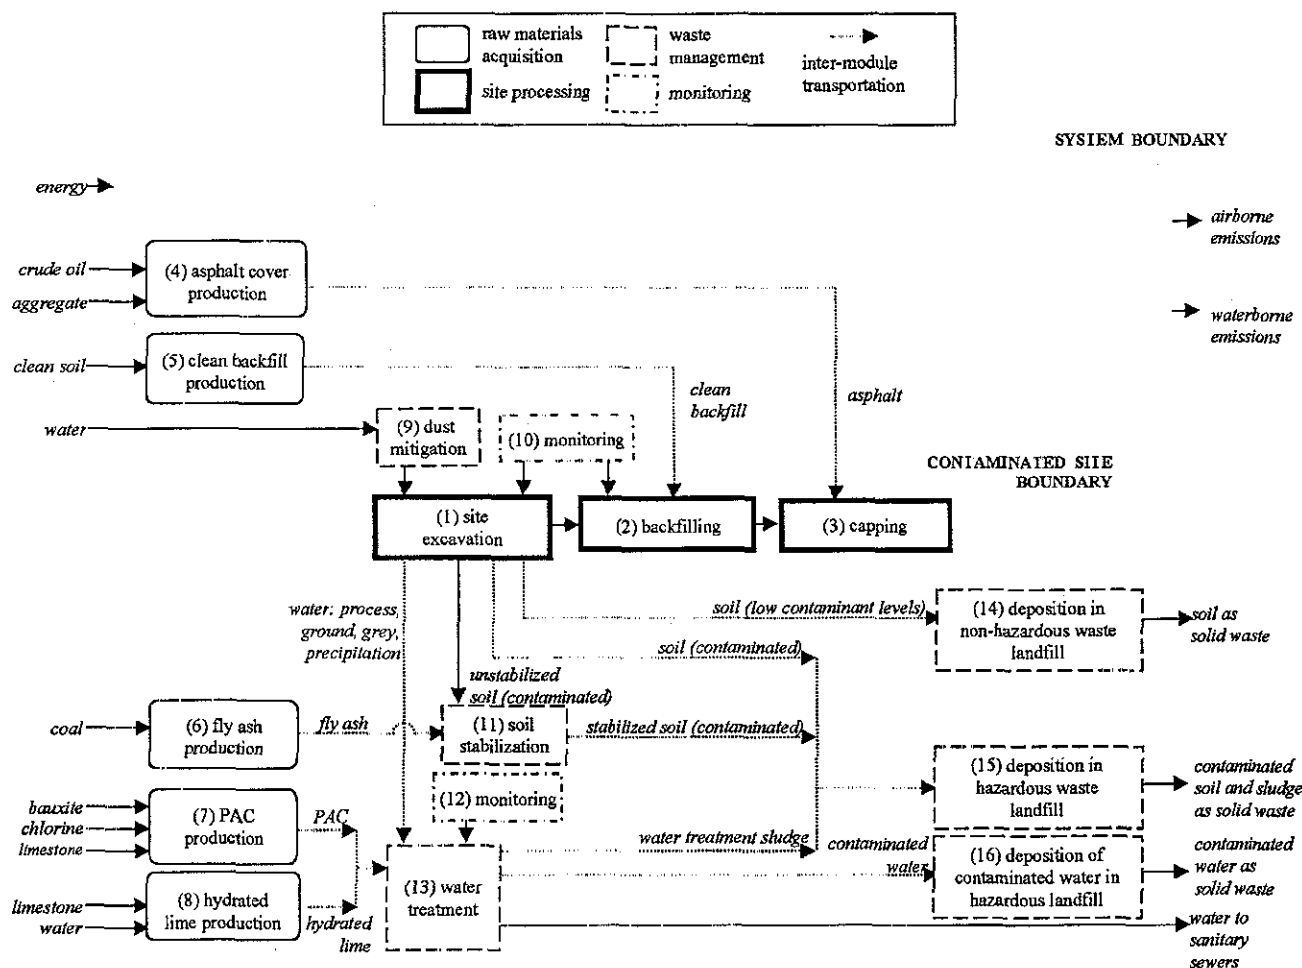 raw materials
acquisition
site processing
waste
management
monitoring
inter-module
transportation
SYSTEM BOUNDARY
energy
airborne
emissions
crude oil
aggregate
(4) asphalt cover
production
waterborne
emissions
clean soil
(5) clean backfill
production
clean
backfill
asphalt
water
(9) dust
mitigation
(10) monitoring
CONTAMINATED SITE
BOUNDARY
(1) site
excavation
(2) backfilling
(3) capping
water: process,
ground, grey,
precipitation
soil (low contaminant levels)
(14) deposition in
non-hazardous waste
landfill
soil as
solid waste
soil (contaminated)
unstabilized
soil (contaminated)
coal
(6) fly ash
production
fly ash
(11) soil
stabilization
stabilized soil (contaminated)
(15) deposition in
hazardous waste
landfill
contaminated
soil and sludge
as solid waste
bauxite
chlorine
limestone
(7) PAC
production
PAC
(12) monitoring
water treatment sludge
contaminated
water
(16) deposition of
contaminated water in
hazardous landfill
contaminated
water as
solid waste
limestone
water
(8) hydrated
lime production
hydrated
lime
(13) water
treatment
water to
sanitary
sewers